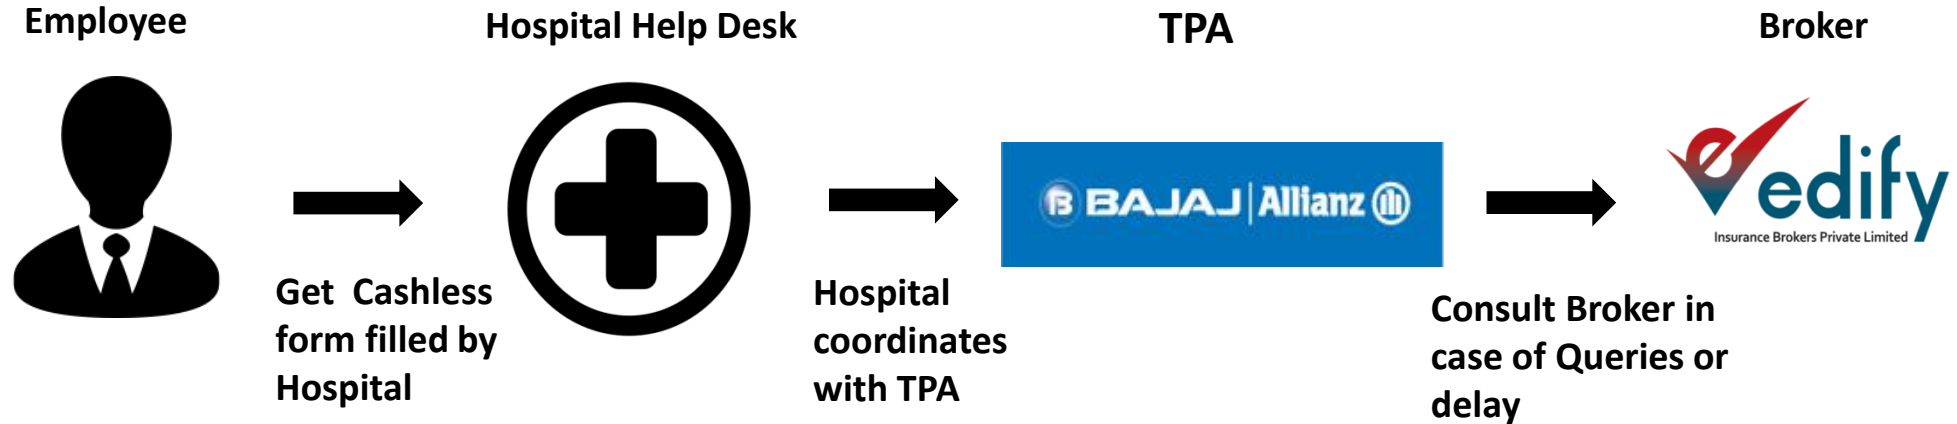 Employee
Hospital Help Desk
TPA
Broker
BAJAJ | Allianz
edify
Insurance Brokers Private Limited
Get Cashless
form filled by
Hospital
Hospital
coordinates
with TPA
Consult Broker in
case of Queries or
delay